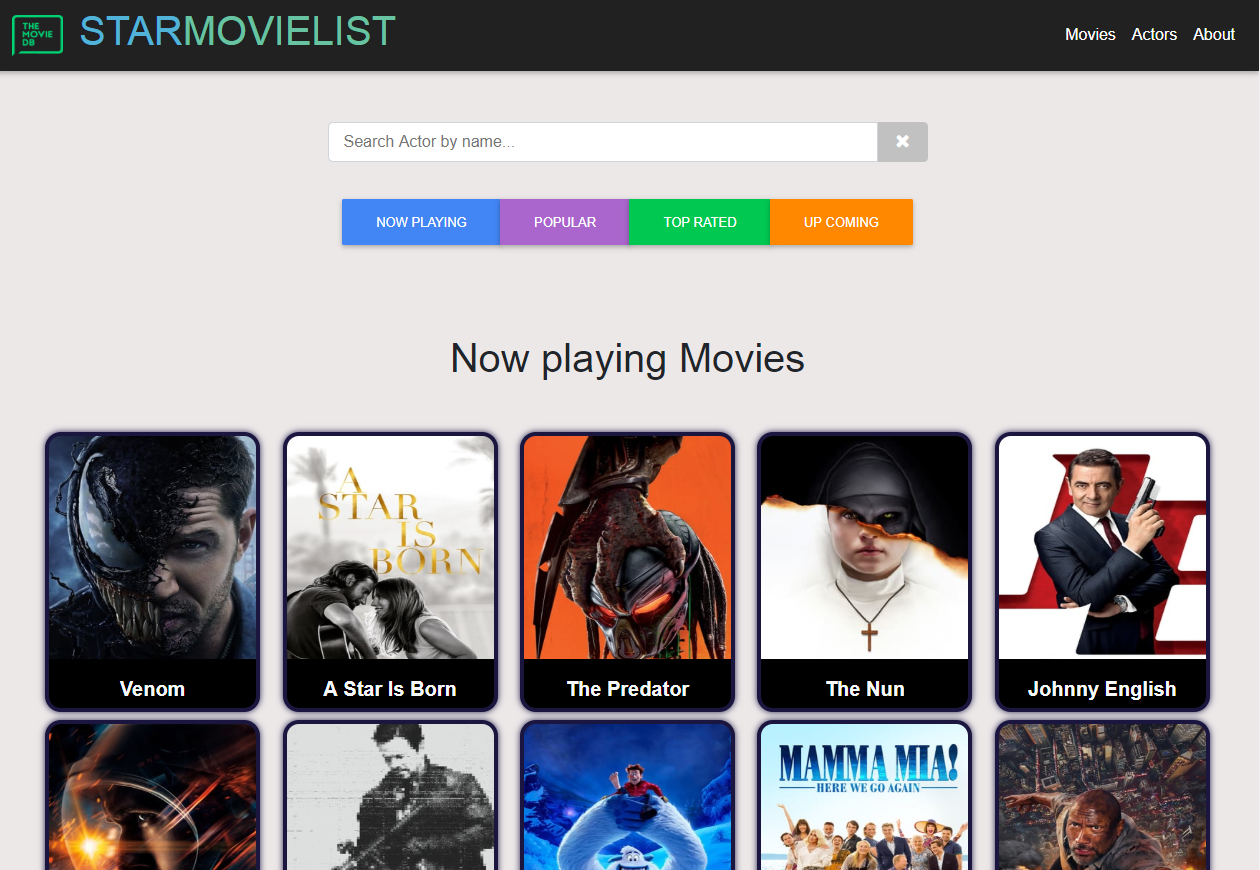 THE
MOVIE
DB
STARMOVIELIST
Movies Actors About
Search Actor by name...
NOW PLAYING POPULAR TOP RATED UP COMING
Now playing Movies
A
STAR
IS
BORN
Venom
A Star Is Born
The Predator
The Nun
Johnny English
MAMMA MIA!
HERE WE GO AGAIN